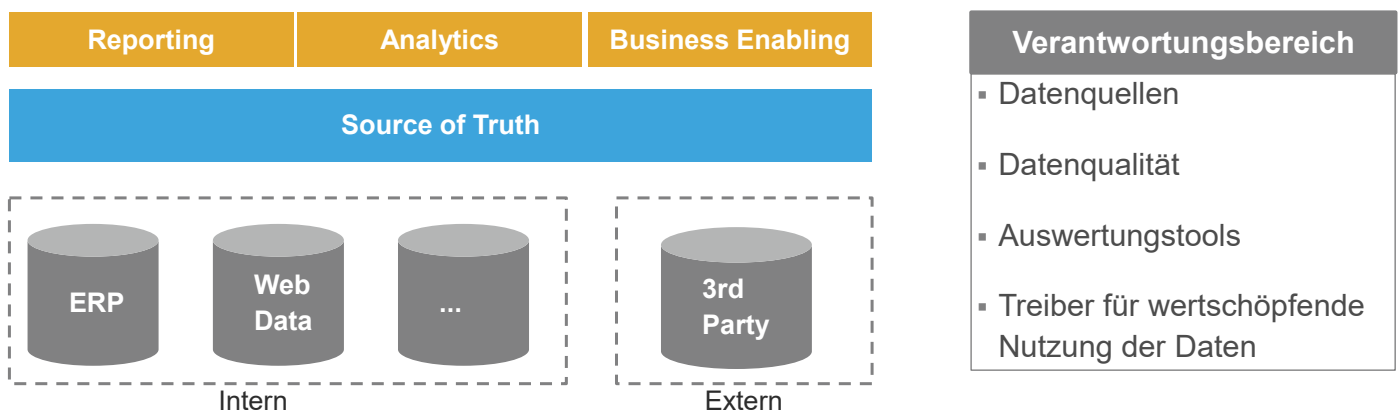 Reporting
Analytics
Business Enabling
Source of Truth
ERP
Web
Data
...
3rd
Party
Intern
Extern
Verantwortungsbereich
▪ Datenquellen
▪ Datenqualität
▪ Auswertungstools
▪ Treiber für wertschöpfende
Nutzung der Daten